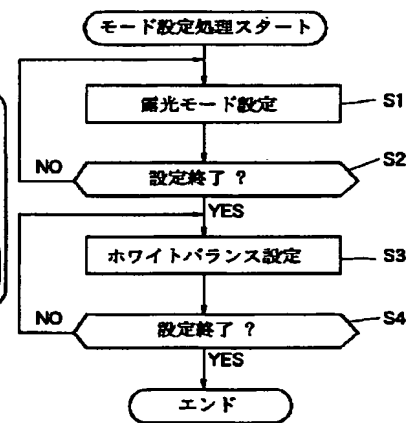 モード設定処理スタート
露光モード設定
S1
設定終了 ?
S2
NO
YES
ホワイトバランス設定
S3
設定終了 ?
S4
NO
YES
エンド